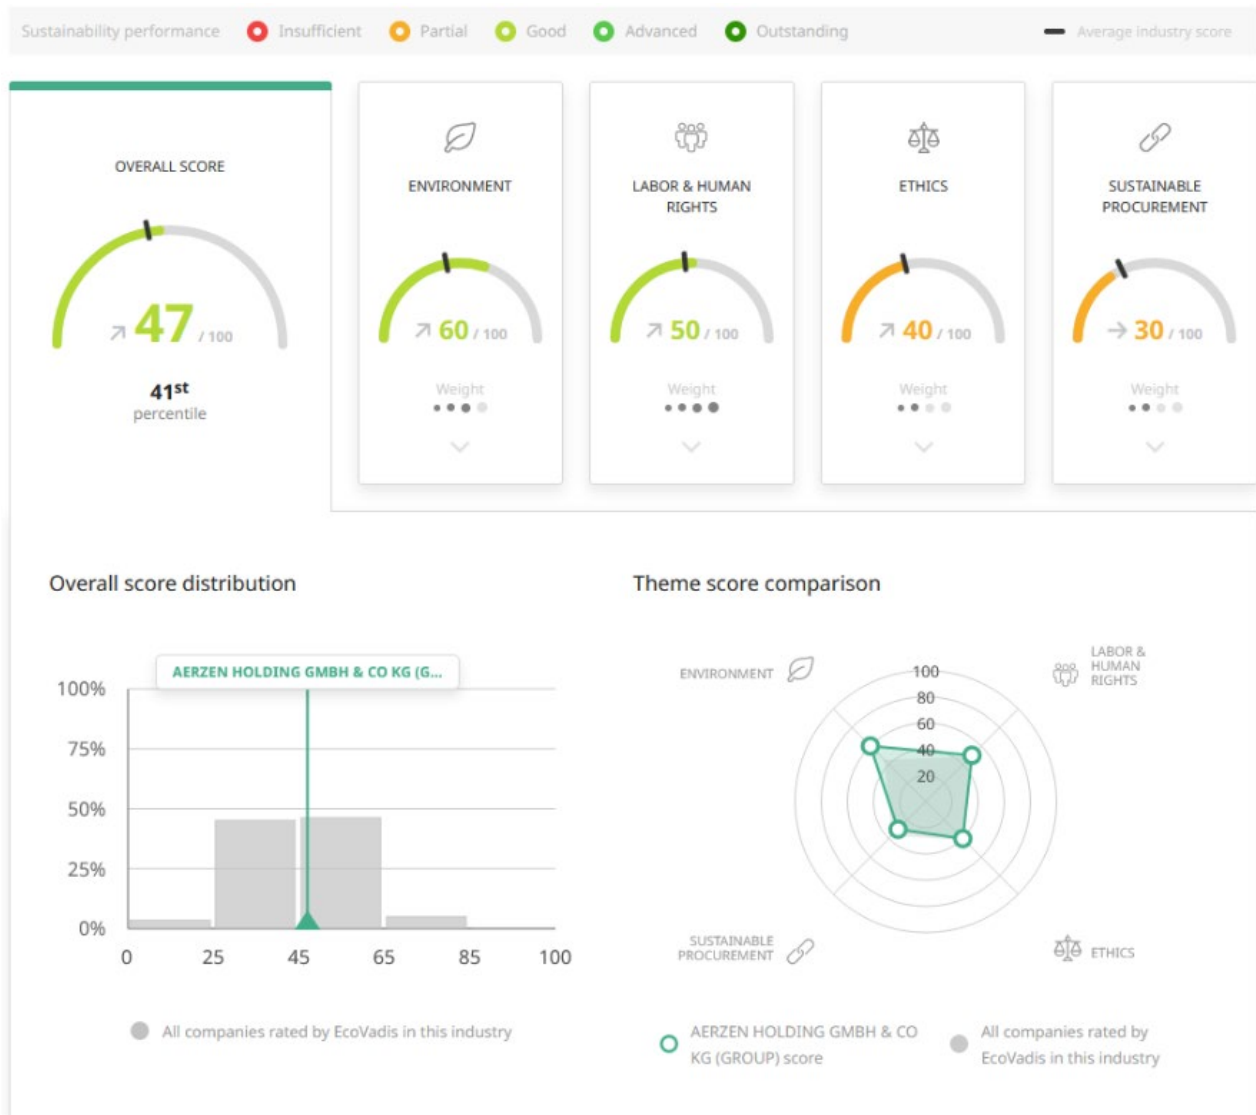 Sustainability performance Insufficient Partial Good Advanced Outstanding Average industry score
OVERALL SCORE
47 / 100
41st
percentile
ENVIRONMENT
60 / 100
Weight
LABOR & HUMAN
RIGHTS
50 / 100
Weight
ETHICS
40 / 100
Weight
SUSTAINABLE
PROCUREMENT
30 / 100
Weight
Overall score distribution
AERZEN HOLDING GMBH & CO KG (G...
100%
75%
50%
25%
0%
0 25 45 65 85 100
All companies rated by EcoVadis in this industry
Theme score comparison
ENVIRONMENT
LABOR &
HUMAN
RIGHTS
100
80
60
40
20
SUSTAINABLE
PROCUREMENT
ETHICS
AERZEN HOLDING GMBH & CO
KG (GROUP) score
All companies rated by
EcoVadis in this industry